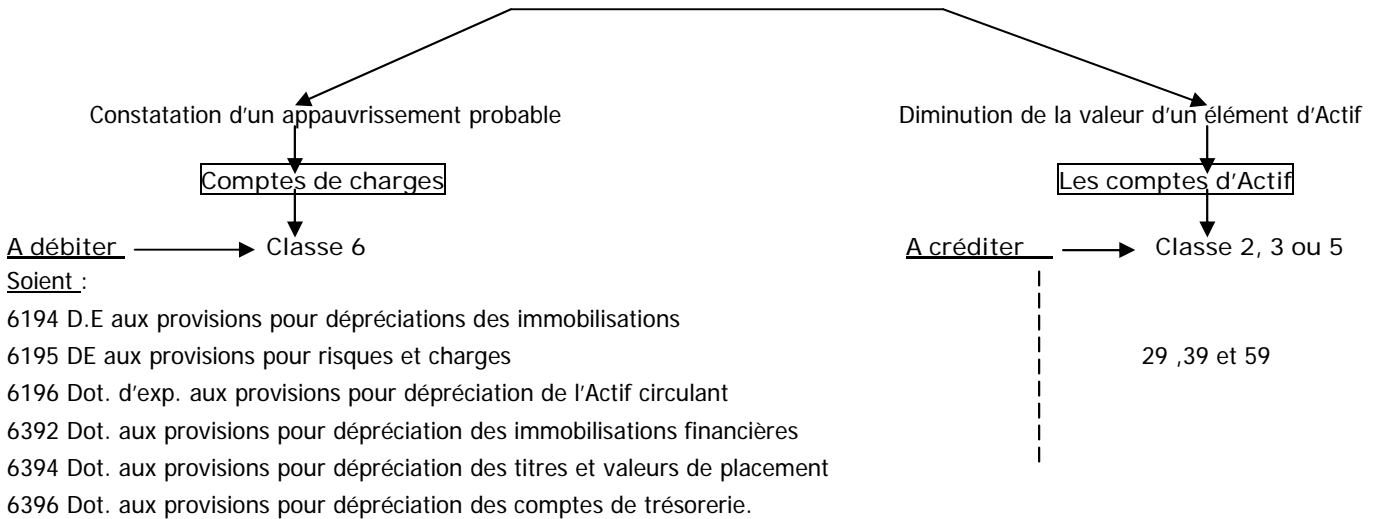 Constatation d'un appauvrissement probable
Diminution de la valeur d'un élément d'Actif
Comptes de charges
Les comptes d'Actif
A débiter Classe 6
A créditer Classe 2, 3 ou 5
Soient :
6194 D.E aux provisions pour dépréciations des immobilisations
6195 DE aux provisions pour risques et charges
29 ,39 et 59
6196 Dot. d'exp. aux provisions pour dépréciation de l'Actif circulant
6392 Dot. aux provisions pour dépréciation des immobilisations financières
6394 Dot. aux provisions pour dépréciation des titres et valeurs de placement
6396 Dot. aux provisions pour dépréciation des comptes de trésorerie.